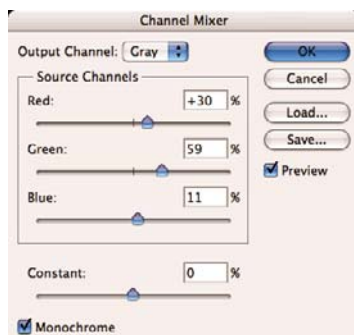 Channel Mixer
Output Channel: Gray
OK
Source Channels
Cancel
Red: +30 %
Load...
Save...
Green: 59 %
Preview
Blue: 11 %
Constant: 0 %
Monochrome